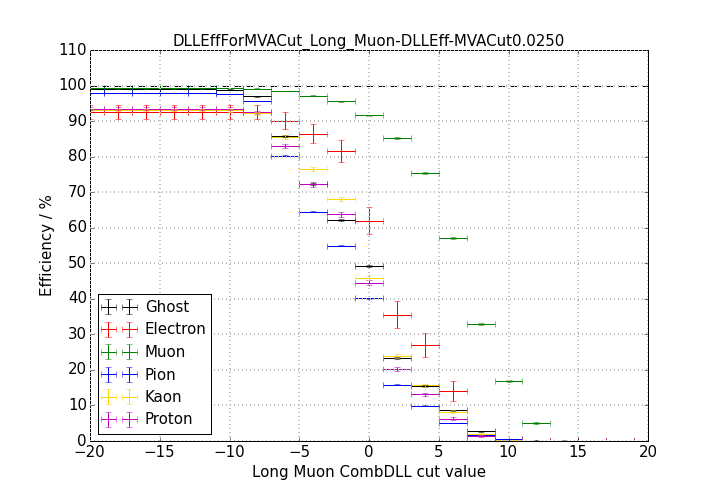 DLLEffForMVACut_Long_Muon-DLLEff-MVACut0.0250
110
100
90
80
70
60
50
40
30
20
10
0
Efficiency / %
Ghost
Electron
Muon
Pion
Kaon
Proton
−20 −15 −10 −5 0 5 10 15 20
Long Muon CombDLL cut value